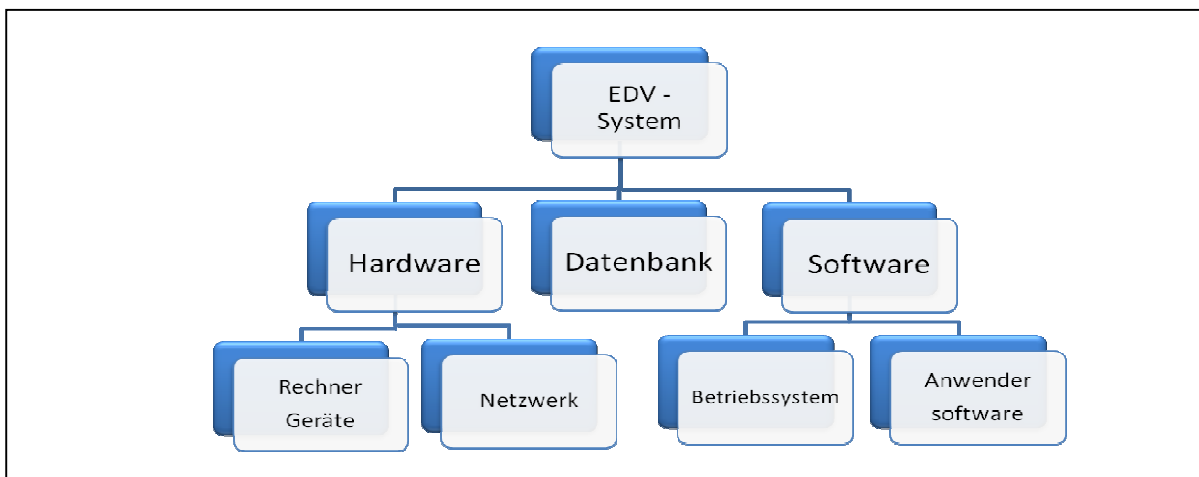 EDV -
System
Hardware
Datenbank
Software
Rechner
Geräte
Netzwerk
Betriebssystem
Anwender
software